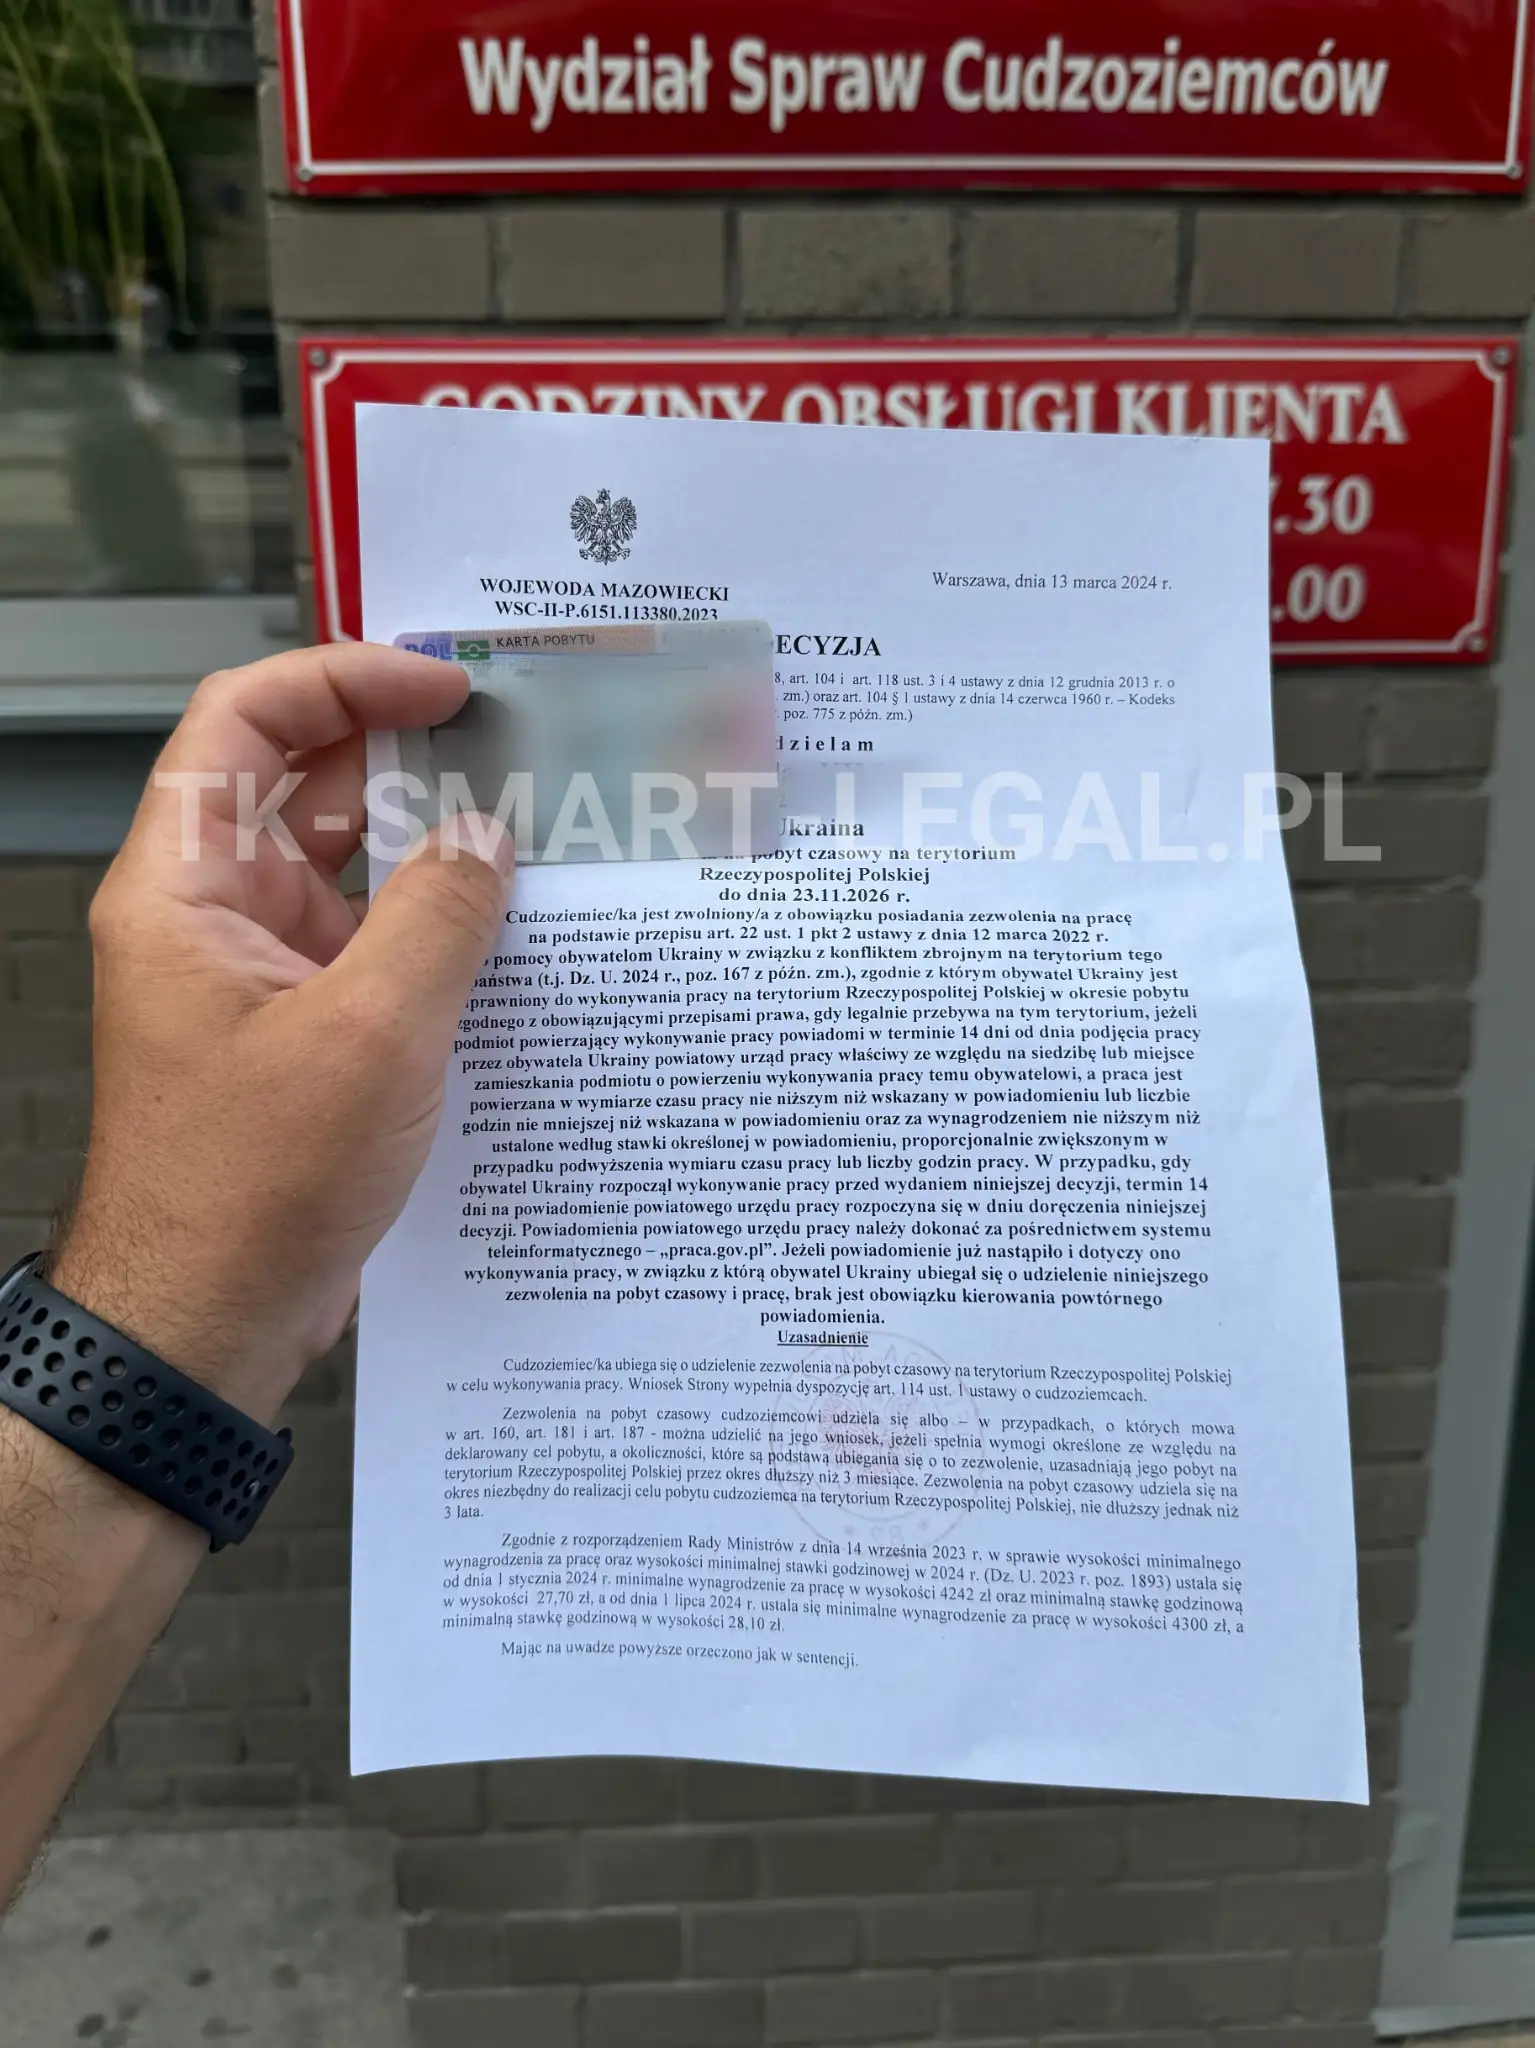 Wydział Spraw Cudzoziemców
GODZINY OBSŁUGI KLIENTA
.30
.00
WOJEWODA MAZOWIECKI
WSC-II-P.6151.113380.2023
Warszawa, dnia 13 marca 2024 r.
POL KARTA POBYTU
ECYZJA
8, art. 104 i art. 118 ust. 3 i 4 ustawy z dnia 12 grudnia 2013 r. o
. zm.) oraz art. 104 § 1 ustawy z dnia 14 czerwca 1960 r. – Kodeks
. poz. 775 z późn. zm.)
dzielam
TK-SMART-LEGAL.PL
Ukraina
na pobyt czasowy na terytorium
Rzeczypospolitej Polskiej
do dnia 23.11.2026 r.
Cudzoziemiec/ka jest zwolniony/a z obowiązku posiadania zezwolenia na pracę
na podstawie przepisu art. 22 ust. 1 pkt 2 ustawy z dnia 12 marca 2022 r.
pomocy obywatelom Ukrainy w związku z konfliktem zbrojnym na terytorium tego
państwa (t.j. Dz. U. 2024 r., poz. 167 z późn. zm.), zgodnie z którym obywatel Ukrainy jest
uprawniony do wykonywania pracy na terytorium Rzeczypospolitej Polskiej w okresie pobytu
zgodnego z obowiązującymi przepisami prawa, gdy legalnie przebywa na tym terytorium, jeżeli
podmiot powierzający wykonywanie pracy powiadomi w terminie 14 dni od dnia podjęcia pracy
przez obywatela Ukrainy powiatowy urząd pracy właściwy ze względu na siedzibę lub miejsce
zamieszkania podmiotu o powierzeniu wykonywania pracy temu obywatelowi, a praca jest
powierzana w wymiarze czasu pracy nie niższym niż wskazany w powiadomieniu lub liczbie
godzin nie mniejszej niż wskazana w powiadomieniu oraz za wynagrodzeniem nie niższym niż
ustalone według stawki określonej w powiadomieniu, proporcjonalnie zwiększonym w
przypadku podwyższenia wymiaru czasu pracy lub liczby godzin pracy. W przypadku, gdy
obywatel Ukrainy rozpoczął wykonywanie pracy przed wydaniem niniejszej decyzji, termin 14
dni na powiadomienie powiatowego urzędu pracy rozpoczyna się w dniu doręczenia niniejszej
decyzji. Powiadomienia powiatowego urzędu pracy należy dokonać za pośrednictwem systemu
teleinformatycznego – „praca.gov.pl”. Jeżeli powiadomienie już nastąpiło i dotyczy ono
wykonywania pracy, w związku z którą obywatel Ukrainy ubiegał się o udzielenie niniejszego
zezwolenia na pobyt czasowy i pracę, brak jest obowiązku kierowania powtórnego
powiadomienia.
Uzasadnienie
Cudzoziemiec/ka ubiega się o udzielenie zezwolenia na pobyt czasowy na terytorium Rzeczypospolitej Polskiej
w celu wykonywania pracy. Wniosek Strony wypełnia dyspozycję art. 114 ust. 1 ustawy o cudzoziemcach.
Zezwolenia na pobyt czasowy cudzoziemcowi udziela się albo – w przypadkach, o których mowa
w art. 160, art. 181 i art. 187 - można udzielić na jego wniosek, jeżeli spełnia wymogi określone ze względu na
deklarowany cel pobytu, a okoliczności, które są podstawą ubiegania się o to zezwolenie, uzasadniają jego pobyt na
terytorium Rzeczypospolitej Polskiej przez okres dłuższy niż 3 miesiące. Zezwolenia na pobyt czasowy udziela się na
okres niezbędny do realizacji celu pobytu cudzoziemca na terytorium Rzeczypospolitej Polskiej, nie dłuższy jednak niż
3 lata.
Zgodnie z rozporządzeniem Rady Ministrów z dnia 14 września 2023 r. w sprawie wysokości minimalnego
wynagrodzenia za pracę oraz wysokości minimalnej stawki godzinowej w 2024 r. (Dz. U. 2023 r. poz. 1893) ustala się
od dnia 1 stycznia 2024 r. minimalne wynagrodzenie za pracę w wysokości 4242 zł oraz minimalną stawkę godzinową
w wysokości 27,70 zł, a od dnia 1 lipca 2024 r. ustala się minimalne wynagrodzenie za pracę w wysokości 4300 zł, a
minimalną stawkę godzinową w wysokości 28,10 zł.
Mając na uwadze powyższe orzeczono jak w sentencji.